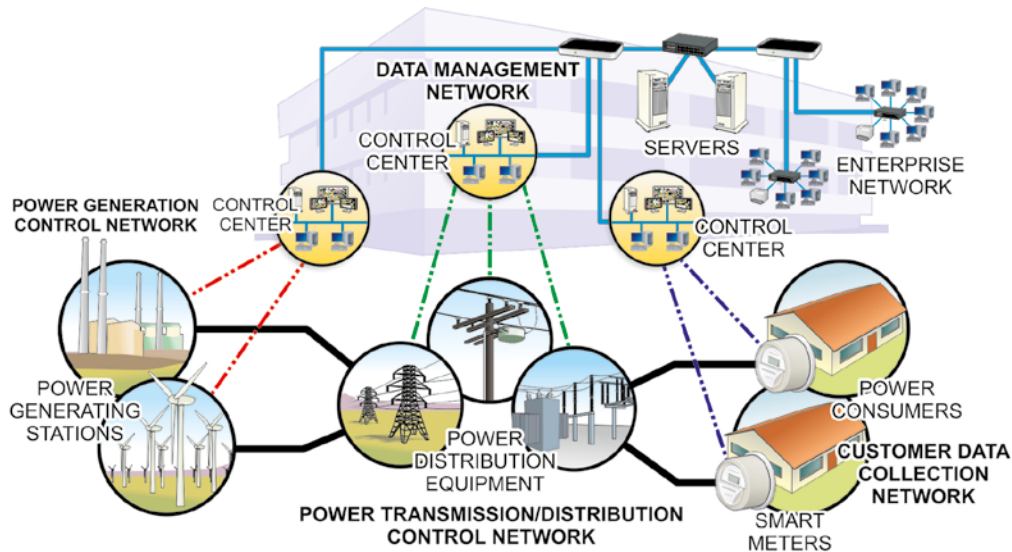 DATA MANAGEMENT
NETWORK
CONTROL
CENTER
SERVERS
ENTERPRISE
NETWORK
POWER GENERATION
CONTROL NETWORK
CONTROL
CENTER
CONTROL
CENTER
POWER
GENERATING
STATIONS
POWER
DISTRIBUTION
EQUIPMENT
POWER
CONSUMERS
CUSTOMER DATA
COLLECTION
NETWORK
SMART
METERS
POWER TRANSMISSION/DISTRIBUTION
CONTROL NETWORK